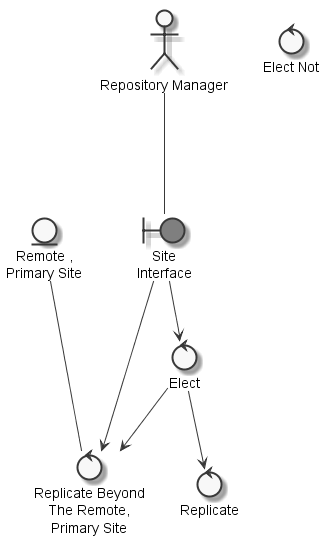 Repository Manager
Elect Not
Remote ,
Primary Site
Site
Interface
Elect
Replicate Beyond
The Remote,
Primary Site
Replicate